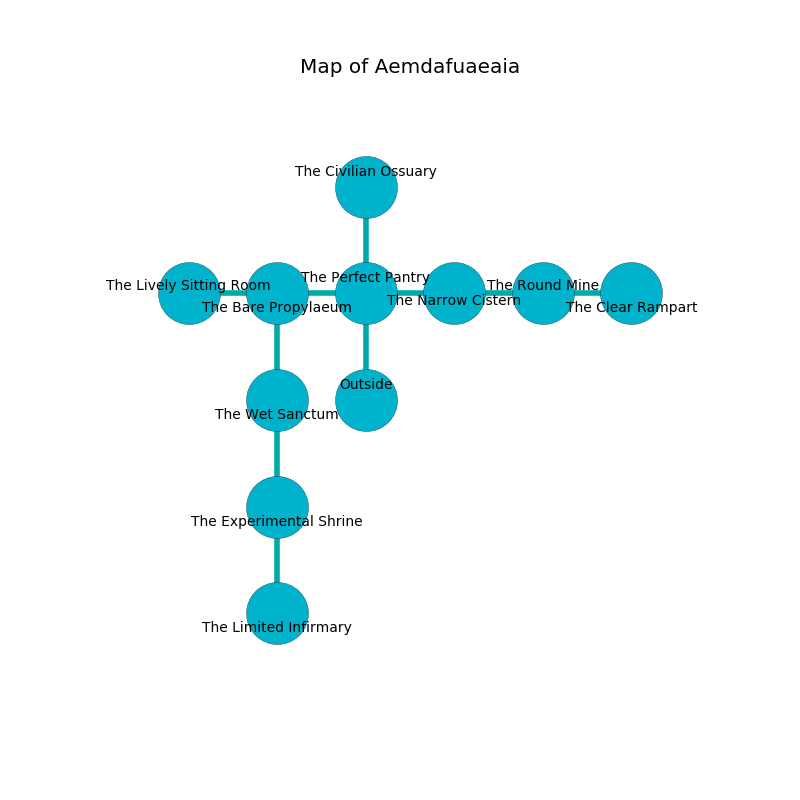 Map of Aemdafuaeaia
The Civilian Ossuary
The Perfect Pantry
The Lively Sitting Room
The Round Mine
The Narrow Cistern
The Bare Propylaeum
The Clear Rampart
Outside
The Wet Sanctum
The Experimental Shrine
The Limited Infirmary